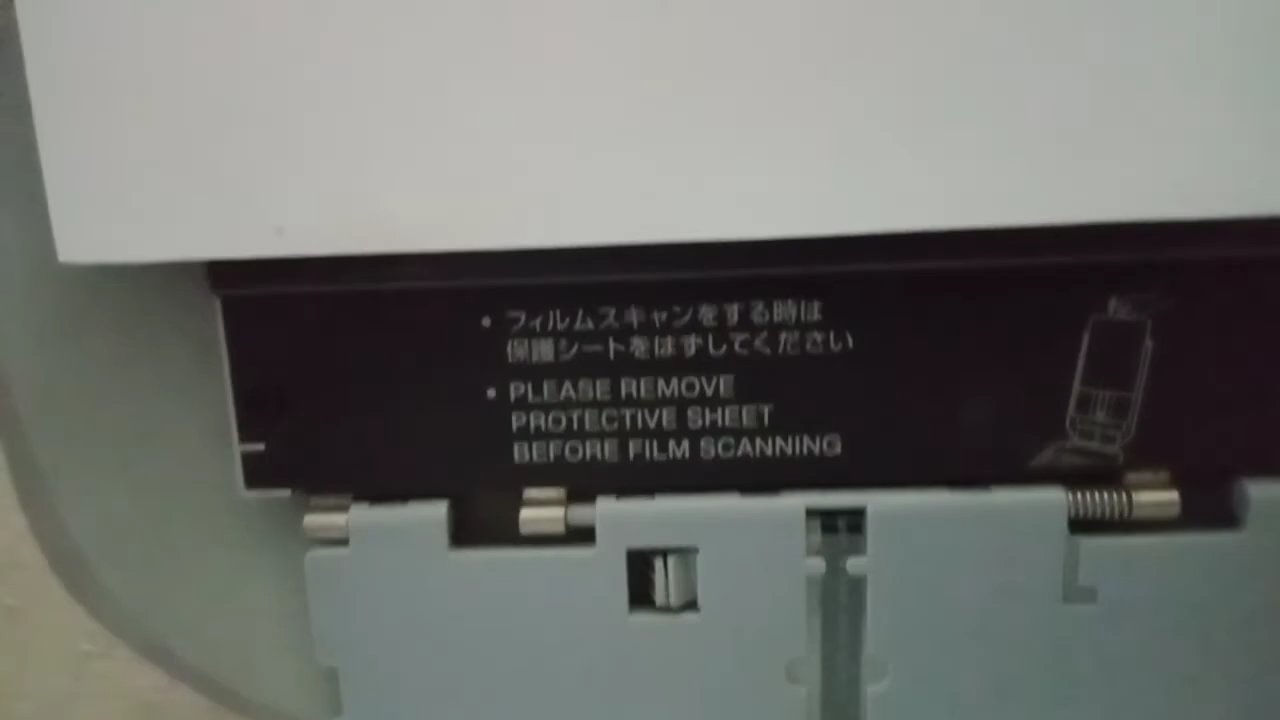 • フィルムスキャンをする時は
保護シートをはずしてください
• PLEASE REMOVE
PROTECTIVE SHEET
BEFORE FILM SCANNING